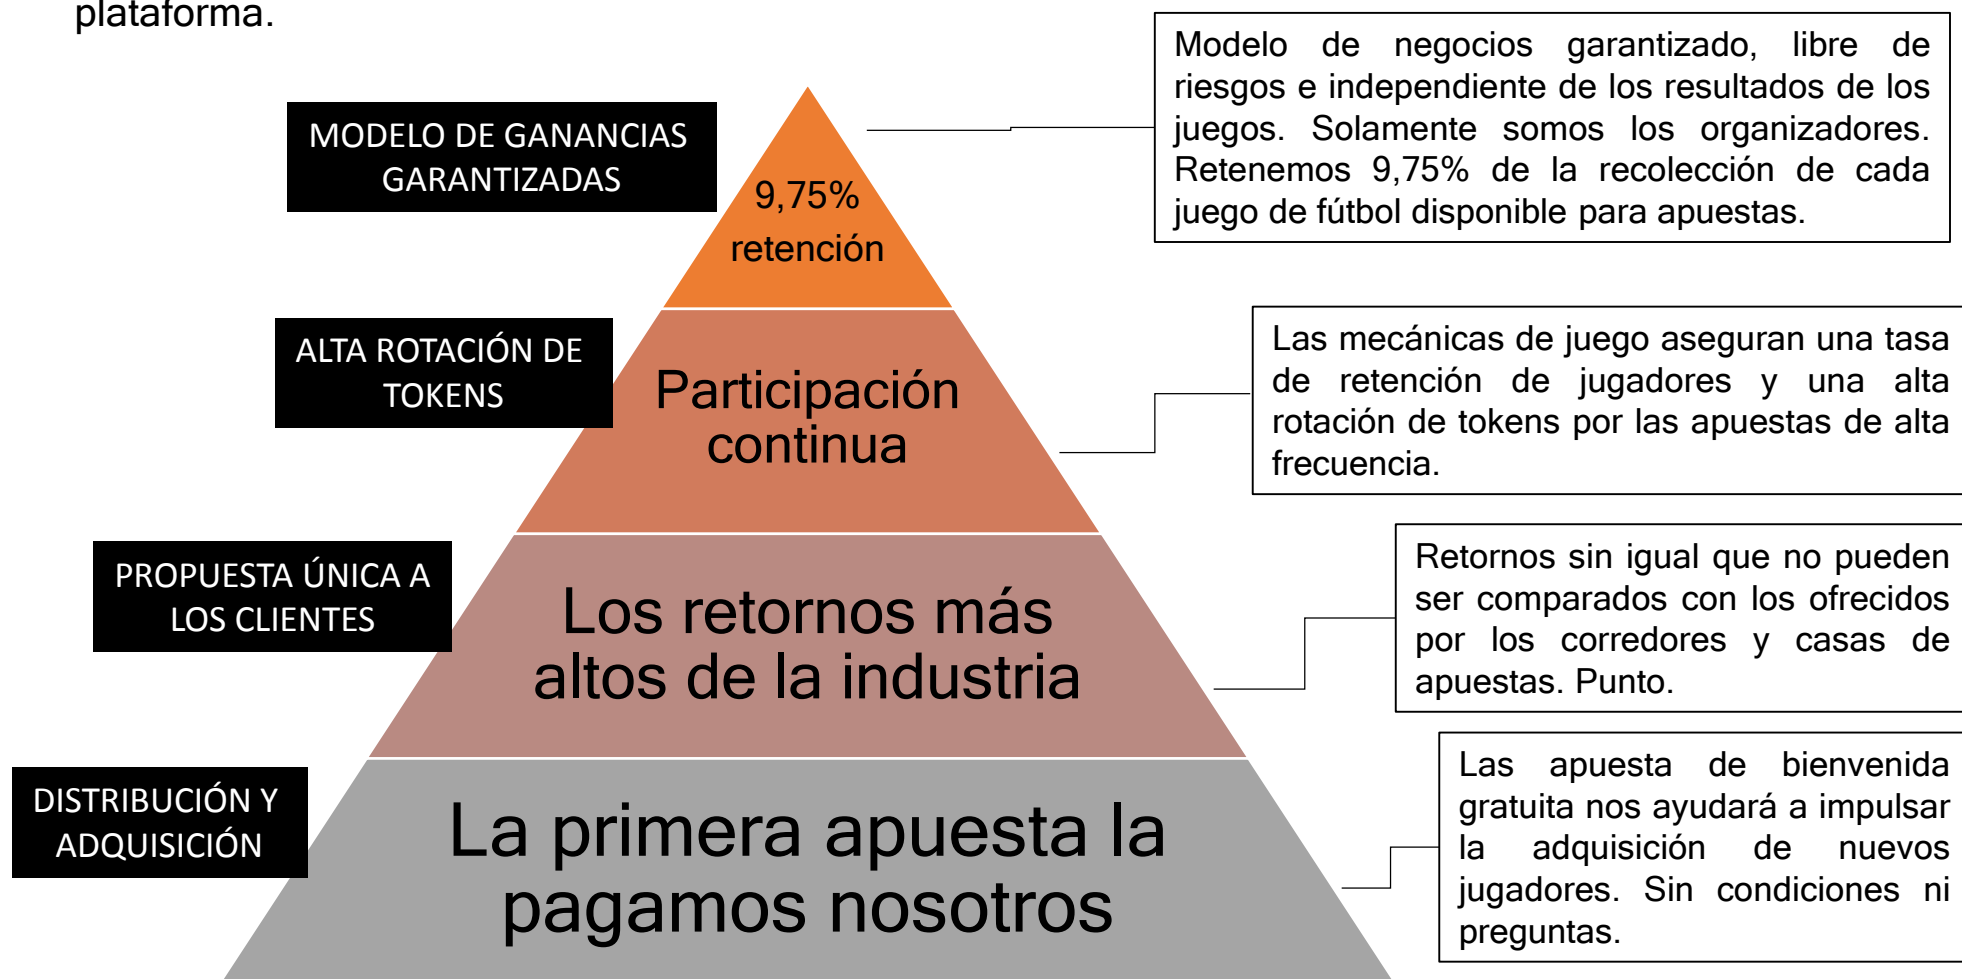 plataforma.
MODELO DE GANANCIAS
GARANTIZADAS
9,75%
retención
Modelo de negocios garantizado, libre de
riesgos e independiente de los resultados de los
juegos. Solamente somos los organizadores.
Retenemos 9,75% de la recolección de cada
juego de fútbol disponible para apuestas.
ALTA ROTACIÓN DE
TOKENS
Participación
continua
Las mecánicas de juego aseguran una tasa
de retención de jugadores y una alta
rotación de tokens por las apuestas de alta
frecuencia.
PROPUESTA ÚNICA A
LOS CLIENTES
Los retornos más
altos de la industria
Retornos sin igual que no pueden
ser comparados con los ofrecidos
por los corredores y casas de
apuestas. Punto.
DISTRIBUCIÓN Y
ADQUISICIÓN
La primera apuesta la
pagamos nosotros
Las apuesta de bienvenida
gratuita nos ayudará a impulsar
la adquisición de nuevos
jugadores. Sin condiciones ni
preguntas.